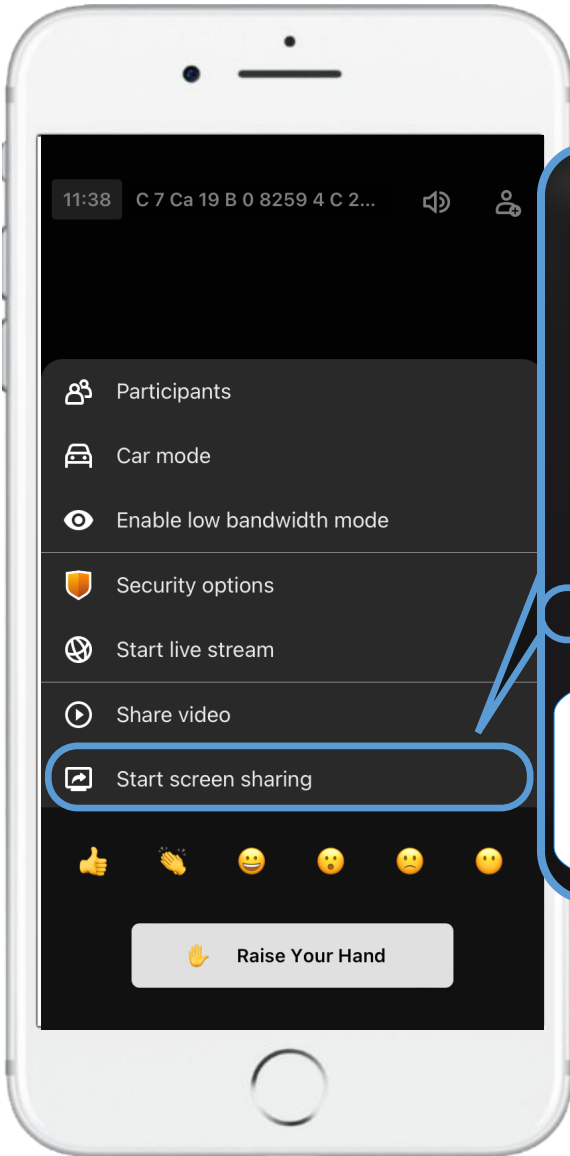 11:38 C 7 Ca 19 B 0 8259 4 C 2...
Participants
Car mode
Enable low bandwidth mode
Security options
Start live stream
Share video
Start screen sharing
Raise Your Hand